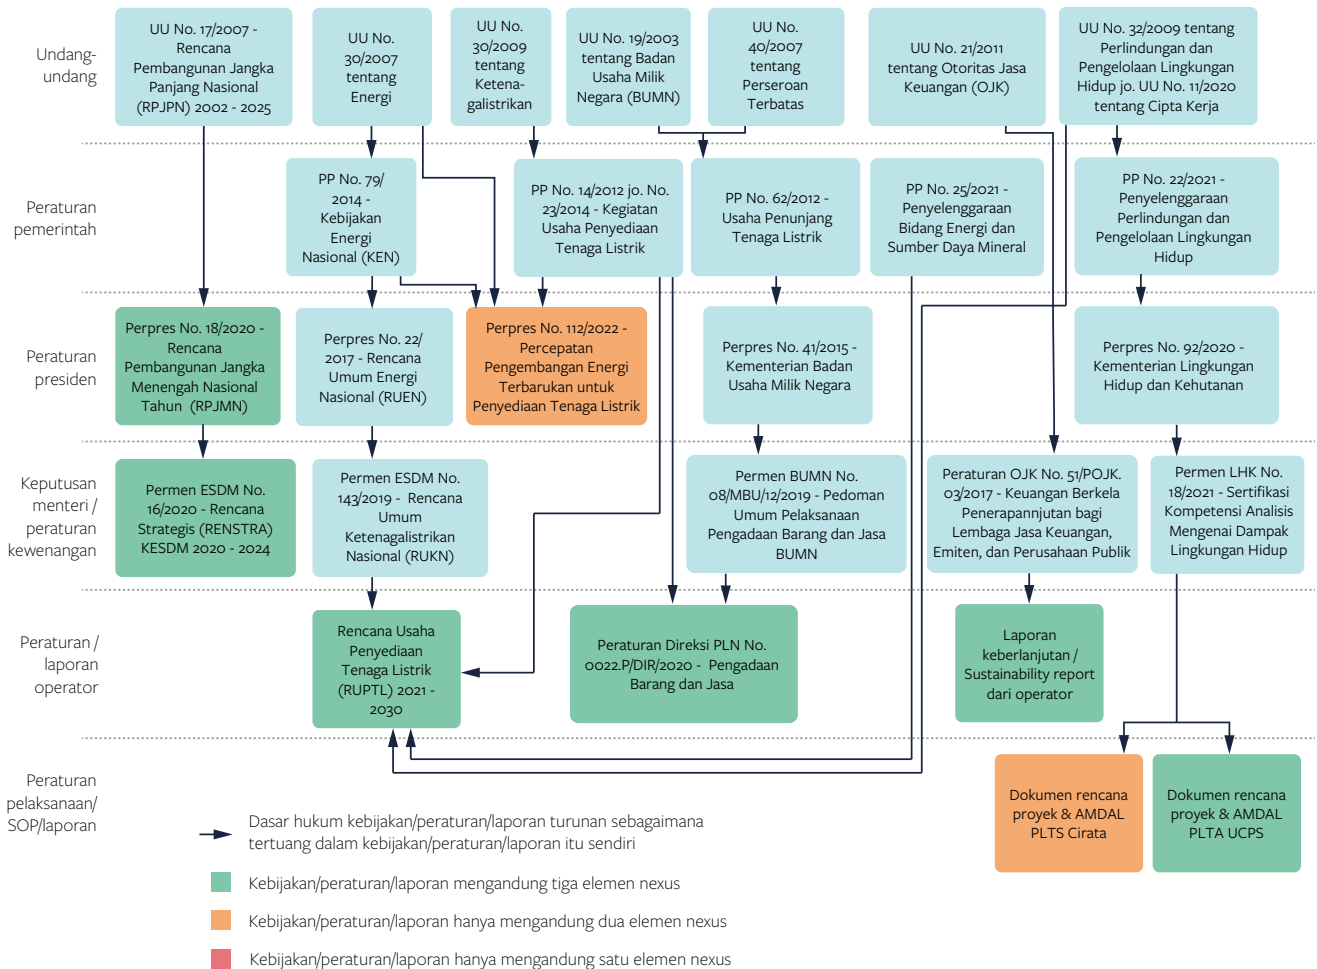 Undang-
undang
UU No. 17/2007 -
Rencana
Pembangunan Jangka
Panjang Nasional
(RPJPN) 2002 - 2025
UU No.
30/2007
tentang
Energi
UU No.
30/2009
tentang
Ketena-
galistrikan
UU No. 19/2003
tentang Badan
Usaha Milik
Negara (BUMN)
UU No.
40/2007
tentang
Perseroan
Terbatas
UU No. 21/2011
tentang Otoritas Jasa
Keuangan (OJK)
UU No. 32/2009 tentang
Perlindungan dan
Pengelolaan Lingkungan
Hidup jo. UU No. 11/2020
tentang Cipta Kerja
Peraturan
pemerintah
PP No. 79/
2014 -
Kebijakan
Energi
Nasional (KEN)
PP No. 14/2012 jo. No.
23/2014 - Kegiatan
Usaha Penyediaan
Tenaga Listrik
PP No. 62/2012 -
Usaha Penunjang
Tenaga Listrik
PP No. 25/2021 -
Penyelenggaraan
Bidang Energi dan
Sumber Daya Mineral
PP No. 22/2021 -
Penyelenggaraan
Perlindungan dan
Pengelolaan Lingkungan
Hidup
Peraturan
presiden
Perpres No. 18/2020 -
Rencana
Pembangunan Jangka
Menengah Nasional
Tahun (RPJMN)
Perpres No. 22/
2017 - Rencana
Umum Energi
Nasional (RUEN)
Perpres No. 112/2022 -
Percepatan
Pengembangan Energi
Terbarukan untuk
Penyediaan Tenaga Listrik
Perpres No. 41/2015 -
Kementerian Badan
Usaha Milik Negara
Perpres No. 92/2020 -
Kementerian Lingkungan
Hidup dan Kehutanan
Keputusan
menteri /
peraturan
kewenangan
Permen ESDM No.
16/2020 - Rencana
Strategis (RENSTRA)
KESDM 2020 - 2024
Permen ESDM No.
143/2019 - Rencana
Umum
Ketenagalistrikan
Nasional (RUKN)
Permen BUMN No.
08/MBU/12/2019 - Pedoman
Umum Pelaksanaan
Pengadaan Barang dan Jasa
BUMN
Peraturan OJK No. 51/POJK.
03/2017 - Keuangan Berkela
Penerapannjutan bagi
Lembaga Jasa Keuangan,
Emiten, dan Perusahaan Publik
Permen LHK No.
18/2021 - Sertifikasi
Kompetensi Analisis
Mengenai Dampak
Lingkungan Hidup
Peraturan /
laporan
operator
Rencana Usaha
Penyediaan
Tenaga Listrik
(RUPTL) 2021 -
2030
Peraturan Direksi PLN No.
0022.P/DIR/2020 - Pengadaan
Barang dan Jasa
Laporan
keberlanjutan /
Sustainability report
dari operator
Peraturan
pelaksanaan/
SOP/laporan
Dokumen rencana
proyek & AMDAL
PLTS Cirata
Dokumen rencana
proyek & AMDAL
PLTA UCPS
Dasar hukum kebijakan/peraturan/laporan turunan sebagaimana
tertuang dalam kebijakan/peraturan/laporan itu sendiri
Kebijakan/peraturan/laporan mengandung tiga elemen nexus
Kebijakan/peraturan/laporan hanya mengandung dua elemen nexus
Kebijakan/peraturan/laporan hanya mengandung satu elemen nexus